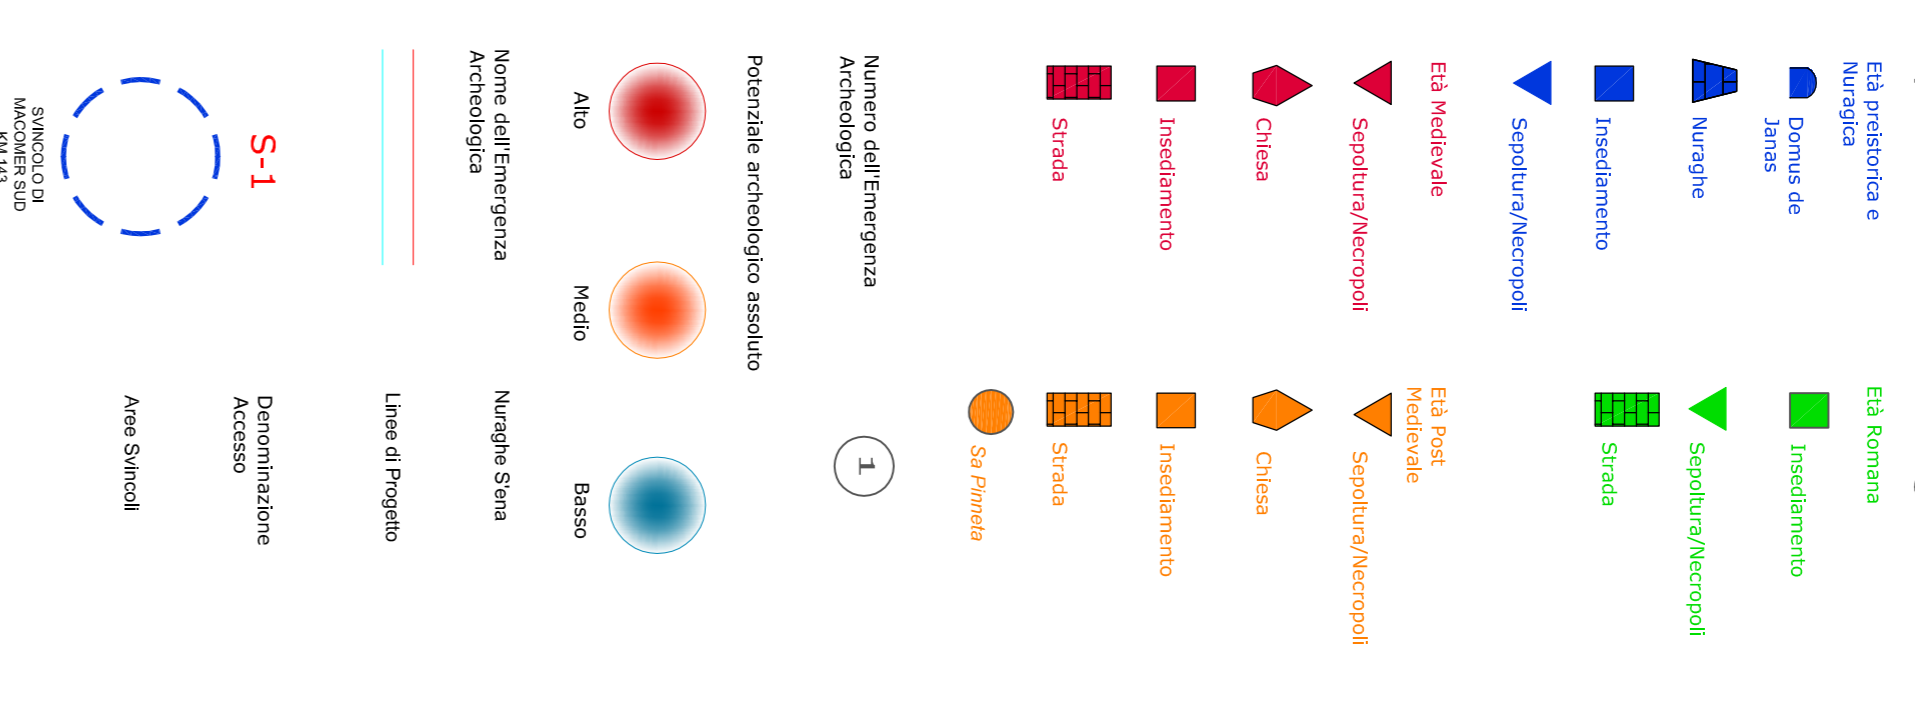 Età preistorica e
Nuragica
Domus de
Janas
Nuraghe
Insediamento
Sepoltura/Necropoli
Età Romana
Insediamento
Sepoltura/Necropoli
Strada
Età Medievale
Sepoltura/Necropoli
Chiesa
Insediamento
Strada
Età Post
Medievale
Sepoltura/Necropoli
Chiesa
Insediamento
Strada
Sa Pinneta
Numero dell'Emergenza
Archeologica
1
Potenziale archeologico assoluto
Alto
Medio
Basso
Nome dell'Emergenza
Archeologica
Nuraghe S'ena
Linee di Progetto
S-1
Denominazione
Accesso
Aree Svincoli
SVINCOLO DI
MACOMER SUD
KM 143